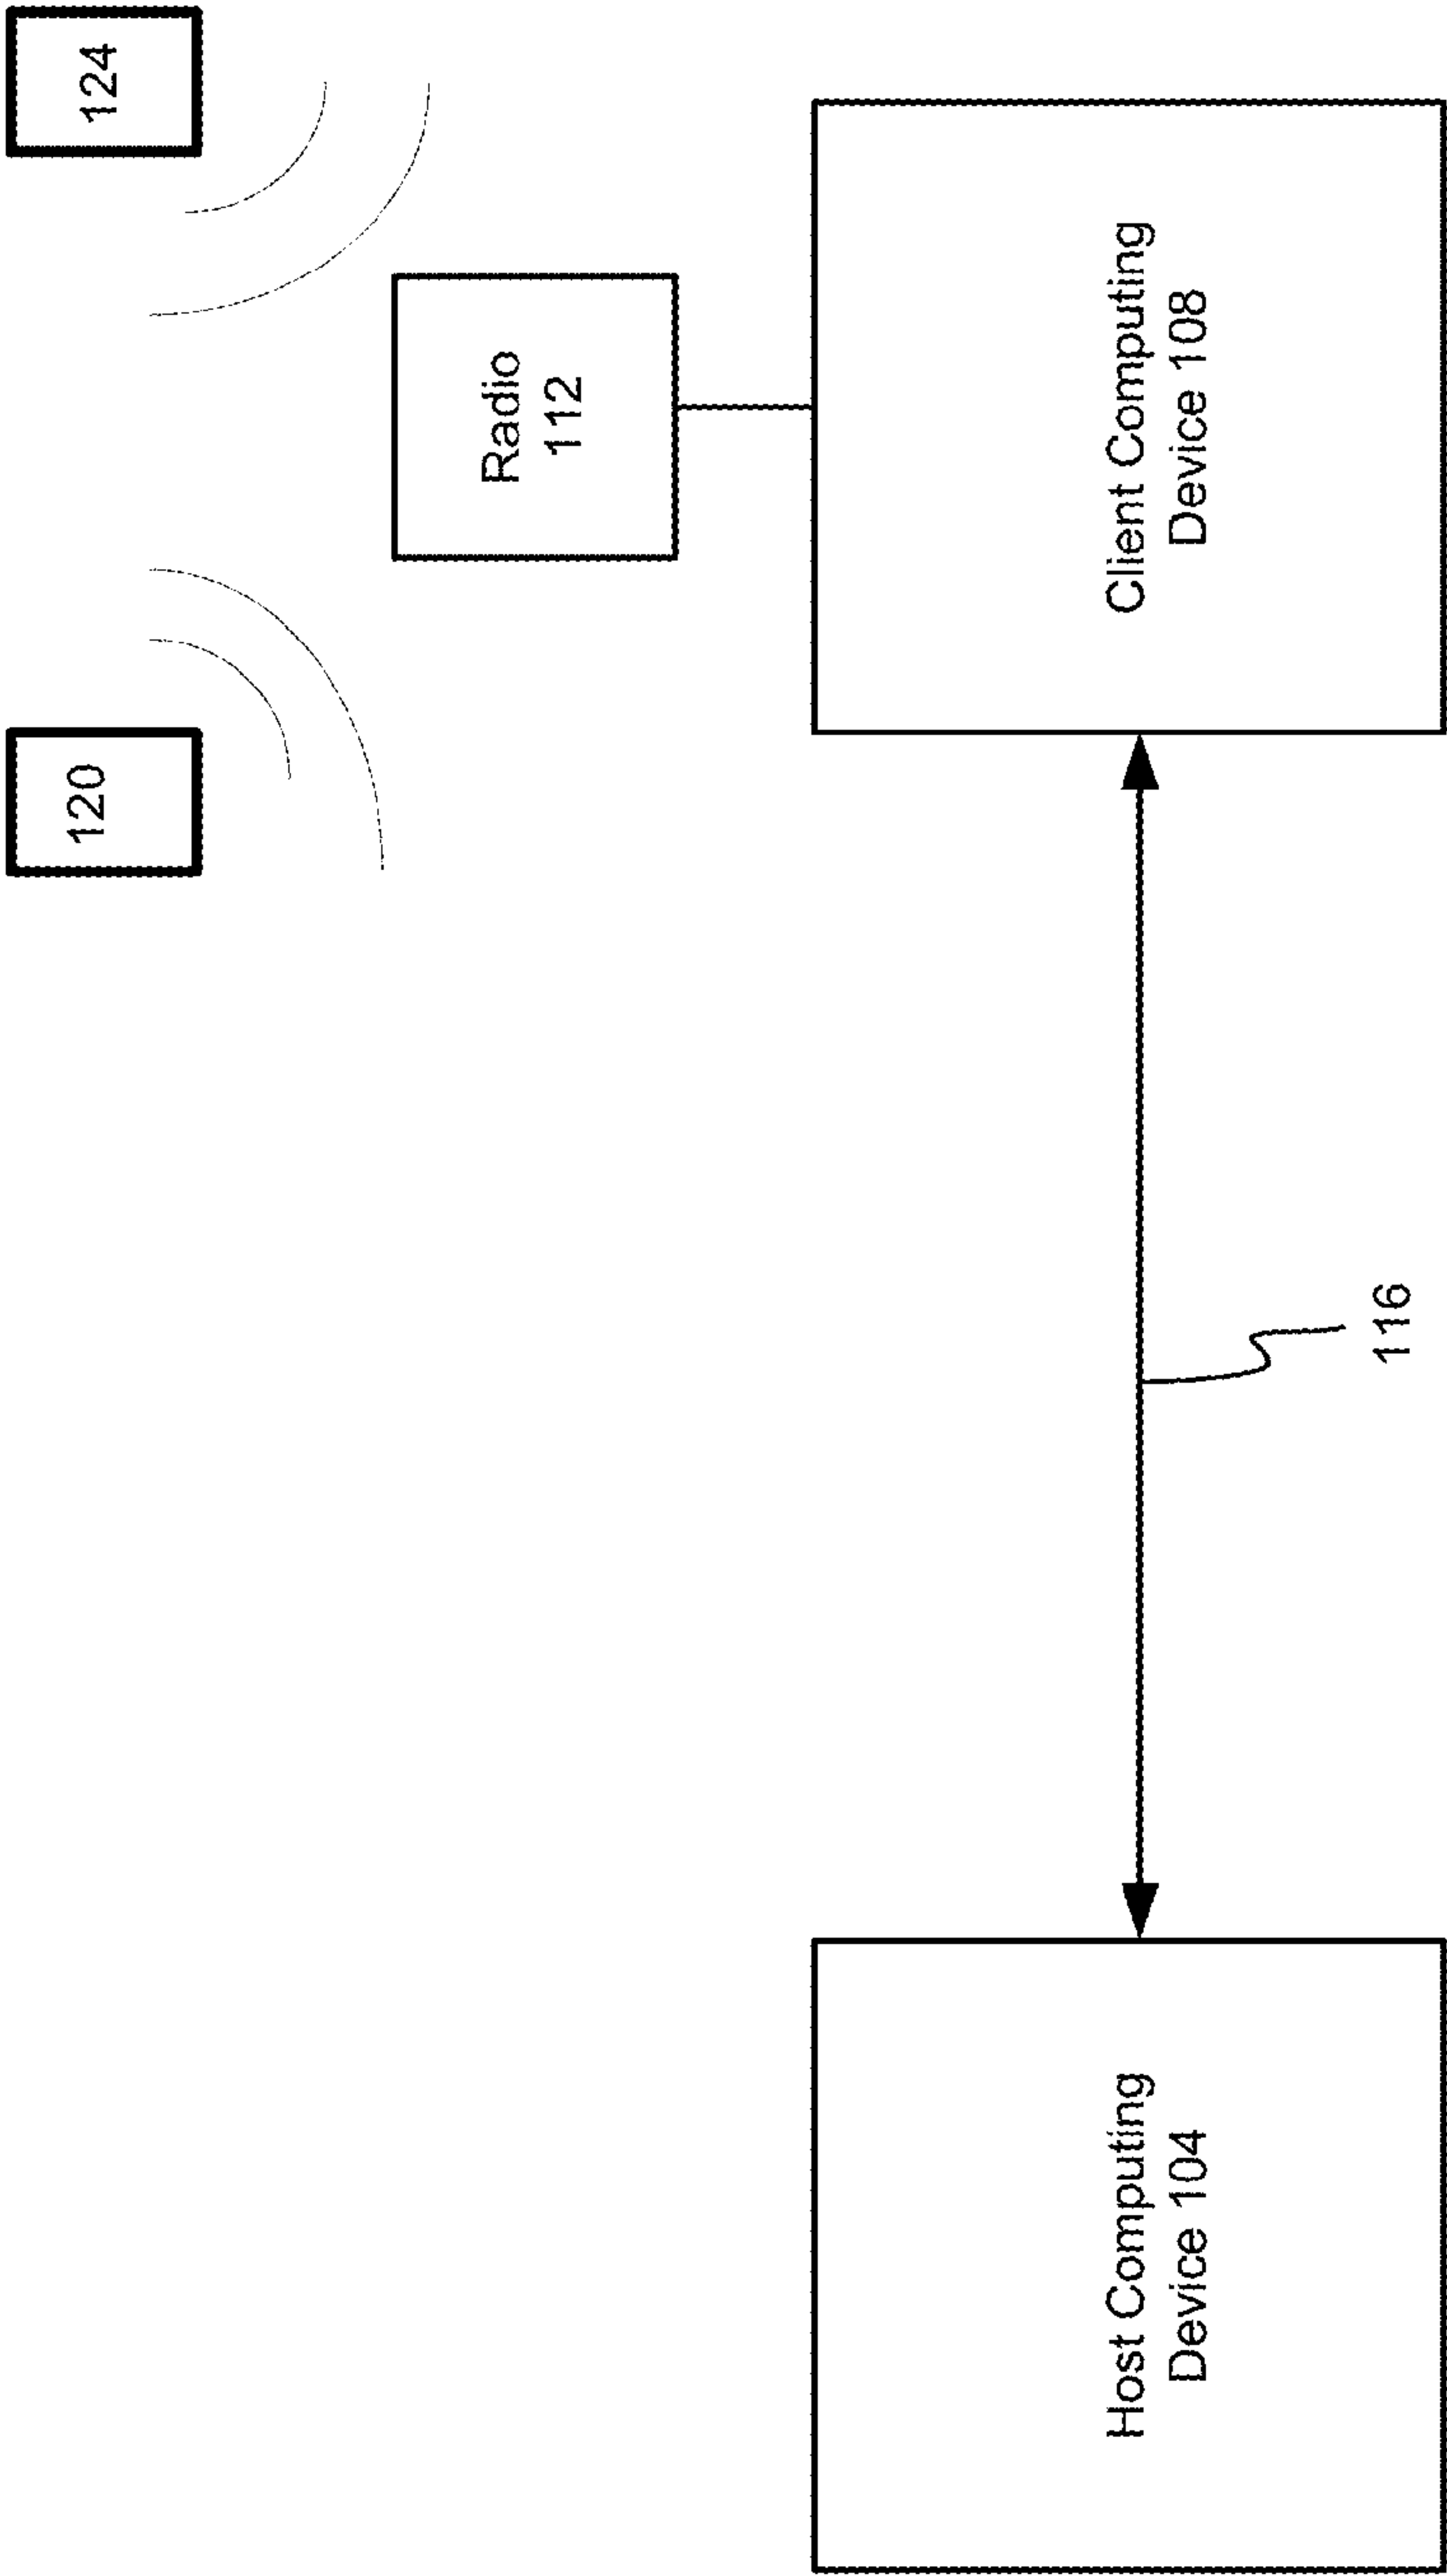 120
124
Radio
112
Host Computing
Device 104
Client Computing
Device 108
116